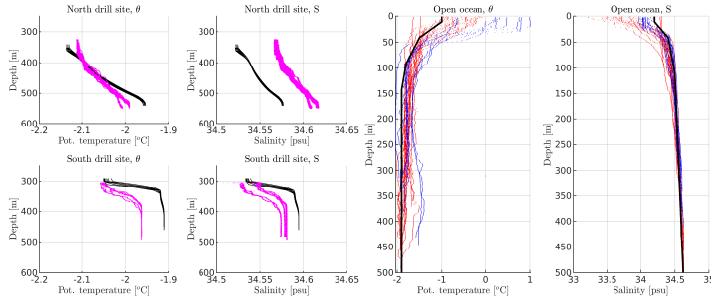 North drill site, θ
Depth [m]
300
400
500
600
-2.2 -2.1 -2 -1.9
Pot. temperature [°C]
North drill site, S
Depth [m]
300
400
500
600
34.5 34.55 34.6 34.65
Salinity [psu]
South drill site, θ
Depth [m]
300
400
500
600
-2.2 -2.1 -2 -1.9
Pot. temperature [°C]
South drill site, S
Depth [m]
300
400
500
600
34.5 34.55 34.6 34.65
Salinity [psu]
Open ocean, θ
Depth [m]
0
50
100
150
200
250
300
350
400
450
500
-2 -1 0 1
Pot. temperature [°C]
Open ocean, S
Depth [m]
0
50
100
150
200
250
300
350
400
450
500
33 33.5 34 34.5 35
Salinity [psu]